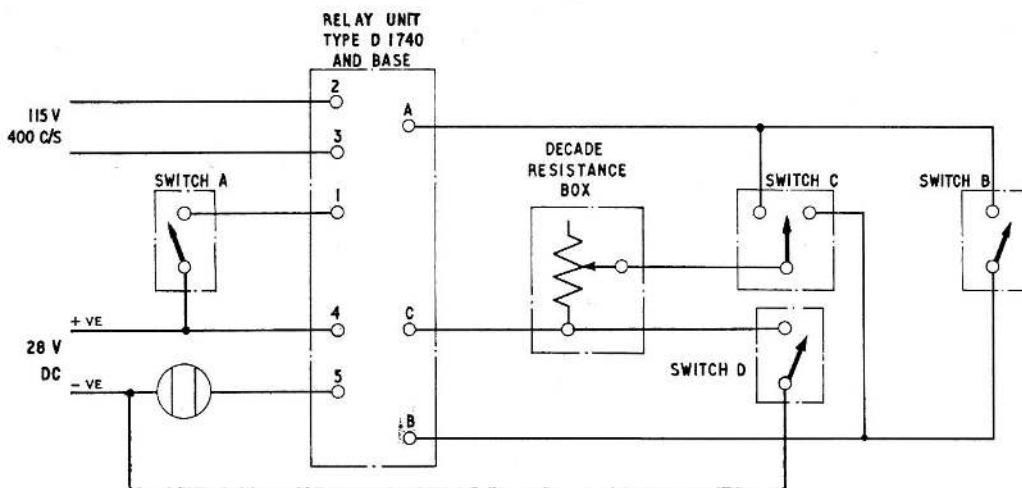 RELAY UNIT
TYPE D 1740
AND BASE
2
115 V
400 C/S
3
A
SWITCH A
1
DECADE
RESISTANCE
BOX
SWITCH C
SWITCH B
+ VE
4
C
28 V
DC
- VE
5
SWITCH D
B